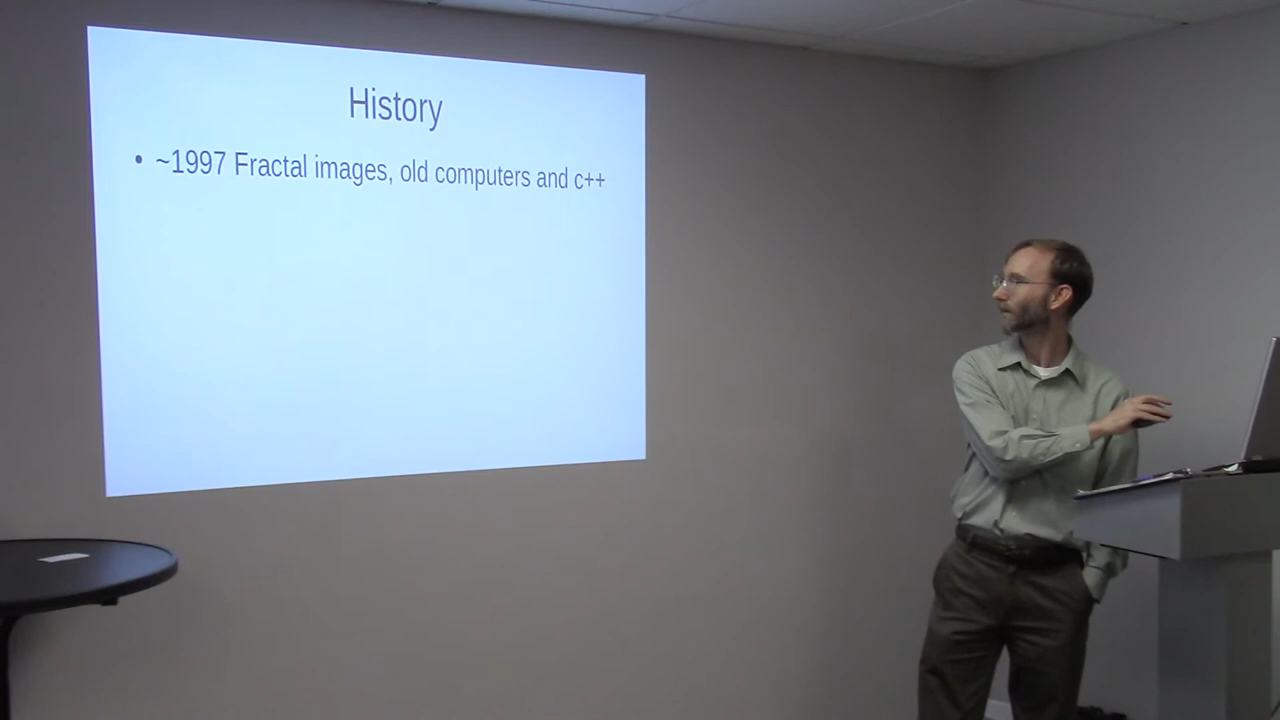 History
• ~1997 Fractal images, old computers and c++